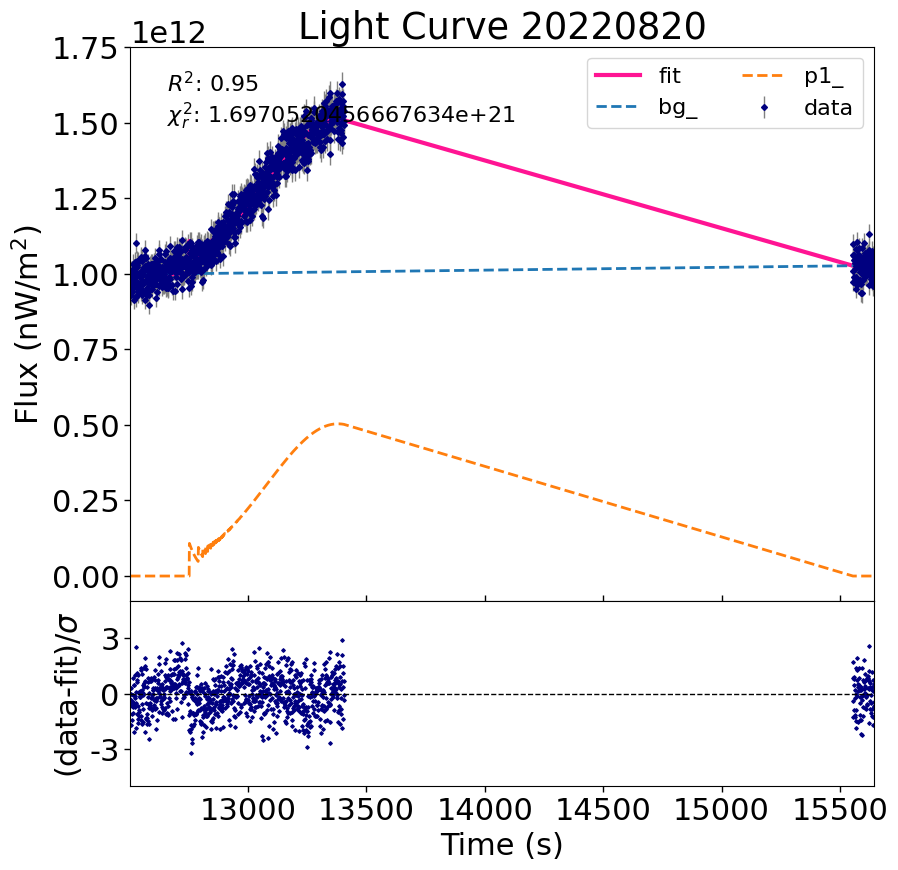 Light Curve 20220820
1e12
R²: 0.95
χ²ᵣ: 1.6970520456667634e+21
fit
bg_
p1_
data
Flux (nW/m²)
1.75
1.50
1.25
1.00
0.75
0.50
0.25
0.00
(data-fit)/σ
3
0
-3
13000 13500 14000 14500 15000 15500
Time (s)